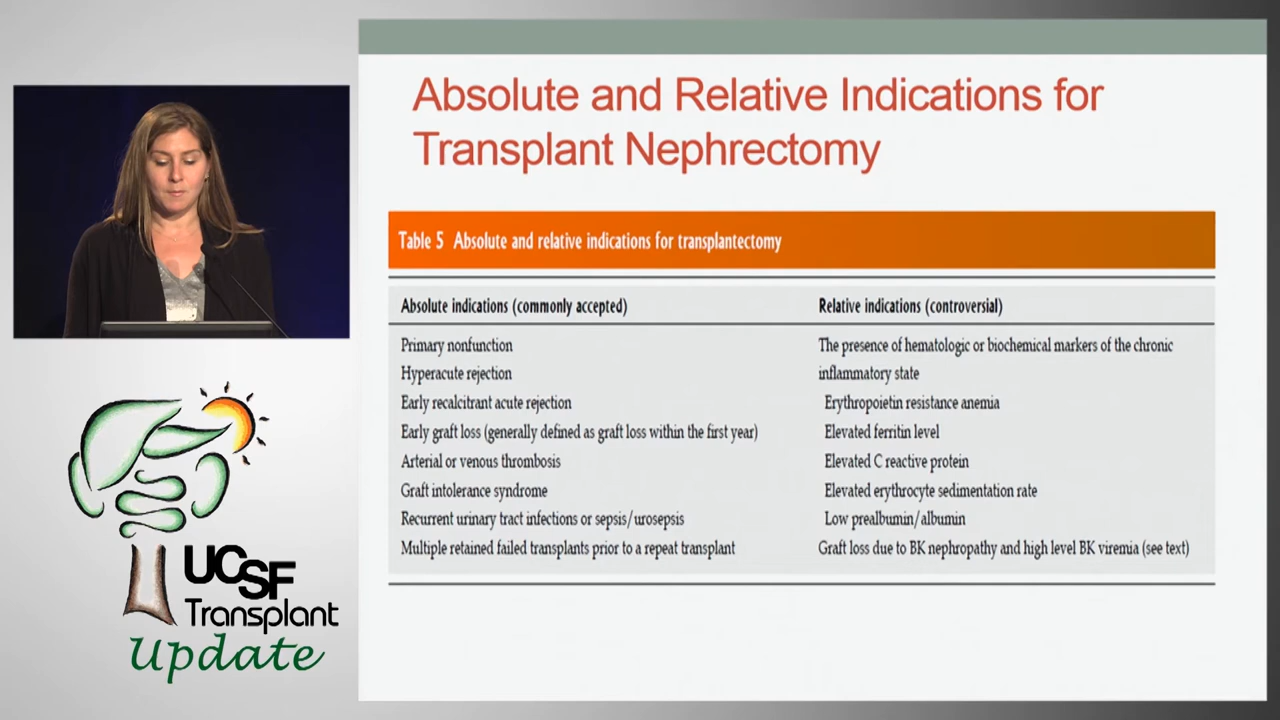 Absolute and Relative Indications for
Transplant Nephrectomy
Table 5 Absolute and relative indications for transplantectomy
Absolute indications (commonly accepted)
Primary nonfunction
Hyperacute rejection
Early recalcitrant acute rejection
Early graft loss (generally defined as graft loss within the first year)
Arterial or venous thrombosis
Graft intolerance syndrome
Recurrent urinary tract infections or sepsis/urosepsis
Multiple retained failed transplants prior to a repeat transplant
Relative indications (controversial)
The presence of hematologic or biochemical markers of the chronic
inflammatory state
Erythropoietin resistance anemia
Elevated ferritin level
Elevated C reactive protein
Elevated erythrocyte sedimentation rate
Low prealbumin/albumin
Graft loss due to BK nephropathy and high level BK viremia (see text)
UCSF
Transplant
Update